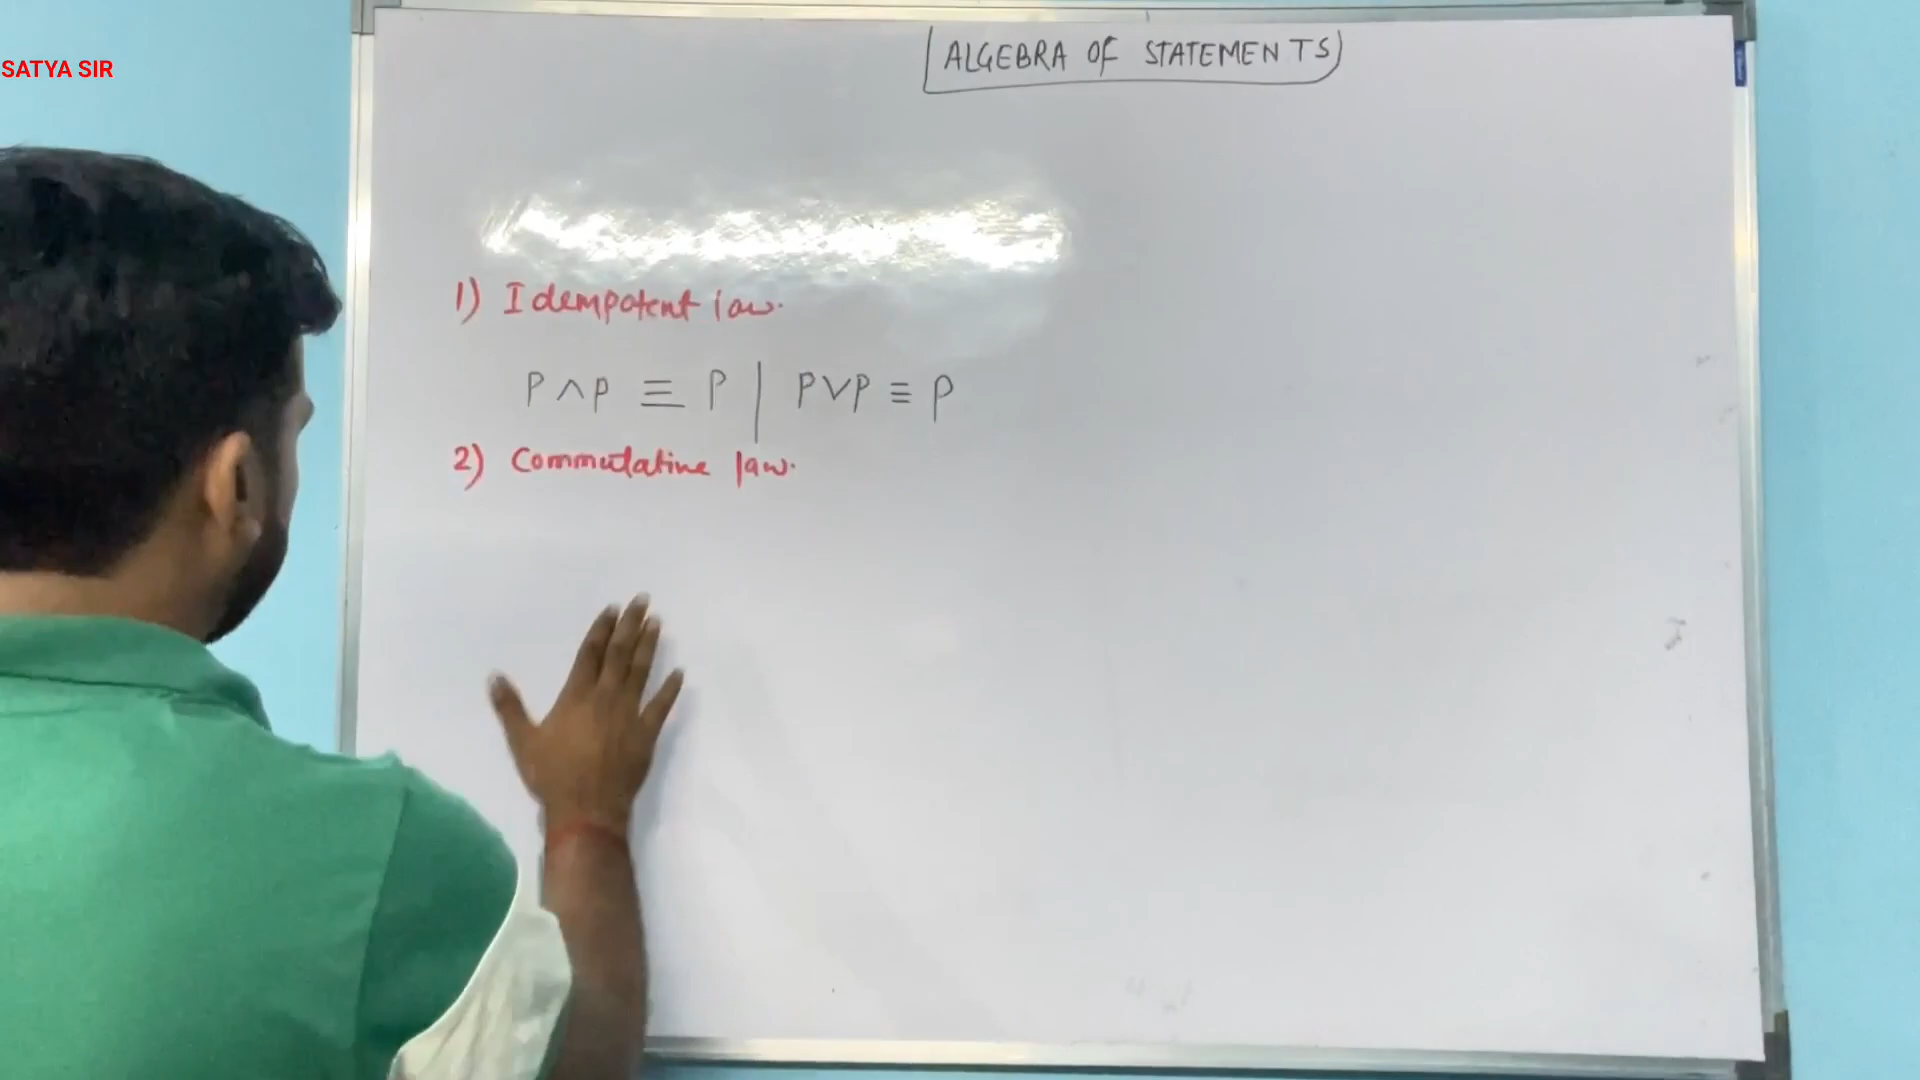 SATYA SIR
ALGEBRA OF STATEMENTS
1) Idempotent law.
P ∧ P ≡ P | P ∨ P ≡ P
2) Commutative law.